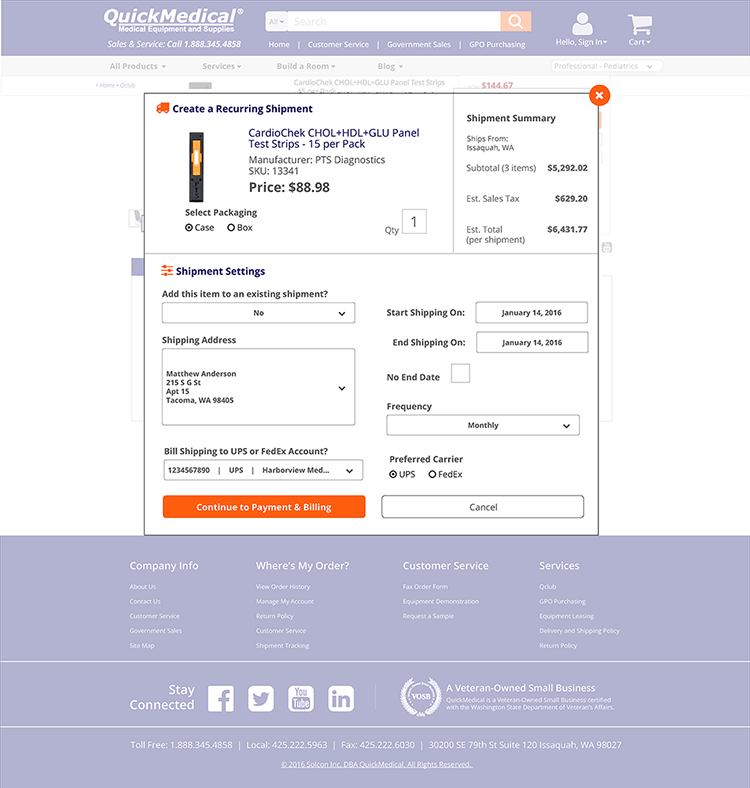 QuickMedical®
Medical Equipment and Supplies
Sales & Service: Call 1.888.345.4858
All
Search
Home | Customer Service | Government Sales | GPO Purchasing
Hello, Sign In
Cart
All Products
Services
Build a Room
Blog
Professional - Pediatrics
Home • Qclub
CardioChek CHOL+HDL+GLU Panel Test Strips
$144.67
Create a Recurring Shipment
CardioChek CHOL+HDL+GLU Panel
Test Strips - 15 per Pack
Manufacturer: PTS Diagnostics
SKU: 13341
Price: $88.98
Select Packaging
Case
Box
Qty
1
Shipment Summary
Ships From:
Issaquah, WA
Subtotal (3 items) $5,292.02
Est. Sales Tax $629.20
Est. Total $6,431.77
(per shipment)
Shipment Settings
Add this item to an existing shipment?
No
Shipping Address
Matthew Anderson
215 S G St
Apt 15
Tacoma, WA 98405
Bill Shipping to UPS or FedEx Account?
1234567890 | UPS | Harborview Med...
Start Shipping On: January 14, 2016
End Shipping On: January 14, 2016
No End Date
Frequency
Monthly
Preferred Carrier
UPS
FedEx
Continue to Payment & Billing
Cancel
Company Info
About Us
Contact Us
Customer Service
Government Sales
Site Map
Where's My Order?
View Order History
Manage My Account
Return Policy
Customer Service
Shipment Tracking
Customer Service
Fax Order Form
Equipment Demonstration
Request a Sample
Services
Qclub
GPO Purchasing
Equipment Leasing
Delivery and Shipping Policy
Return Policy
Stay
Connected
You
Tube
in
VOSB
A Veteran-Owned Small Business
QuickMedical is a Veteran-Owned Small Business certified
with the Washington State Department of Veteran's Affairs.
Toll Free: 1.888.345.4858 | Local: 425.222.5963 | Fax: 425.222.6030 | 30200 SE 79th St Suite 120 Issaquah, WA 98027
© 2016 Solcon Inc. DBA QuickMedical. All Rights Reserved.